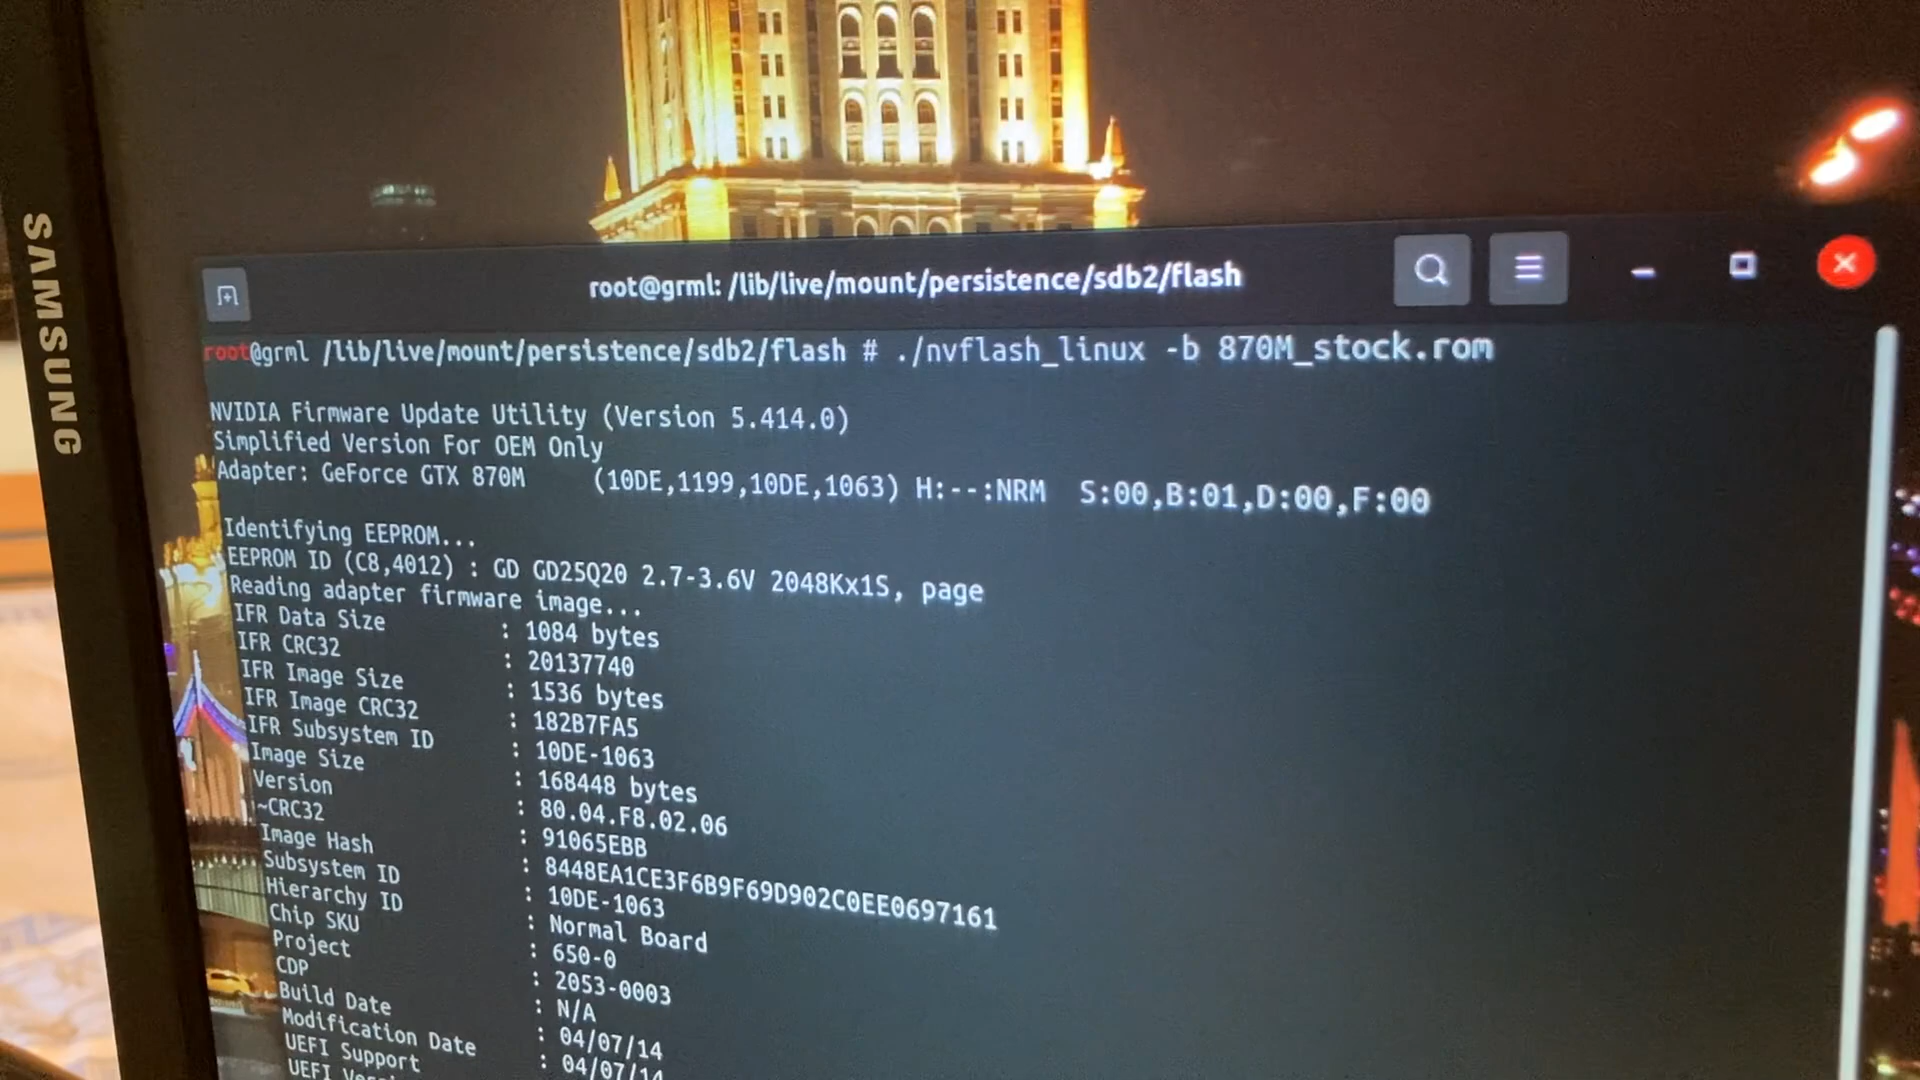 SAMSUNG
root@grml: /lib/live/mount/persistence/sdb2/flash
root@grml /lib/live/mount/persistence/sdb2/flash # ./nvflash_linux -b 870M_stock.rom
NVIDIA Firmware Update Utility (Version 5.414.0)
Simplified Version For OEM Only
Adapter: GeForce GTX 870M (10DE,1199,10DE,1063) H:--:NRM S:00,B:01,D:00,F:00
Identifying EEPROM...
EEPROM ID (C8,4012) : GD GD25Q20 2.7-3.6V 2048Kx1S, page
Reading adapter firmware image...
IFR Data Size : 1084 bytes
IFR CRC32 : 20137740
IFR Image Size : 1536 bytes
IFR Image CRC32 : 182B7FA5
IFR Subsystem ID : 10DE-1063
Image Size : 168448 bytes
Version : 80.04.F8.02.06
~CRC32 : 91065EBB
Image Hash : 8448EA1CE3F6B9F69D902C0EE0697161
Subsystem ID : 10DE-1063
Hierarchy ID : Normal Board
Chip SKU : 650-0
Project : 2053-0003
CDP : N/A
Build Date : 04/07/14
Modification Date : 04/07/14
UEFI Support
UEFI